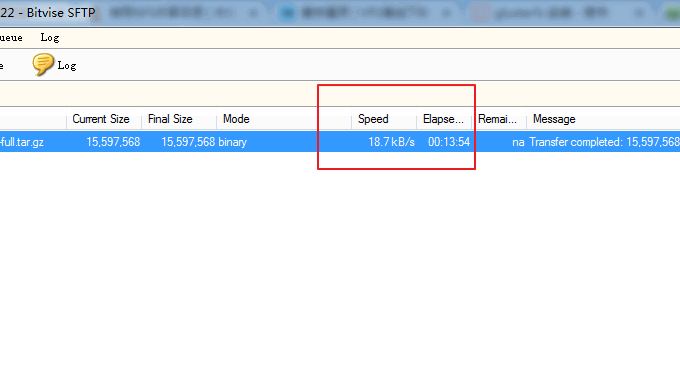 22 - Bitvise SFTP
ueue Log
e Log
Current Size Final Size Mode Speed Elapse... Remai... Message
-full.tar.gz 15,597,568 15,597,568 binary 18.7 kB/s 00:13:54 na Transfer completed: 15,597,568